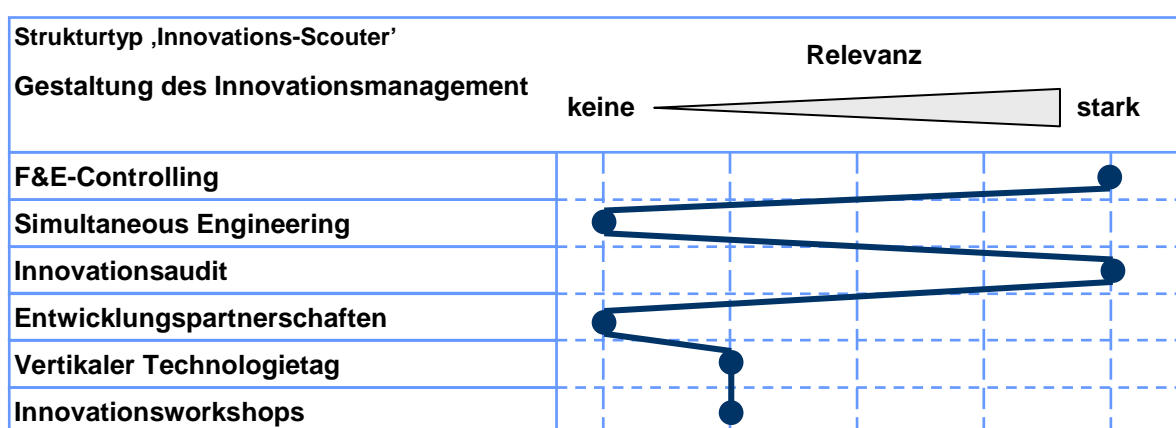 Strukturtyp ‚Innovations-Scouter’
Gestaltung des Innovationsmanagement
Relevanz
keine
stark
F&E-Controlling
Simultaneous Engineering
Innovationsaudit
Entwicklungspartnerschaften
Vertikaler Technologietag
Innovationsworkshops